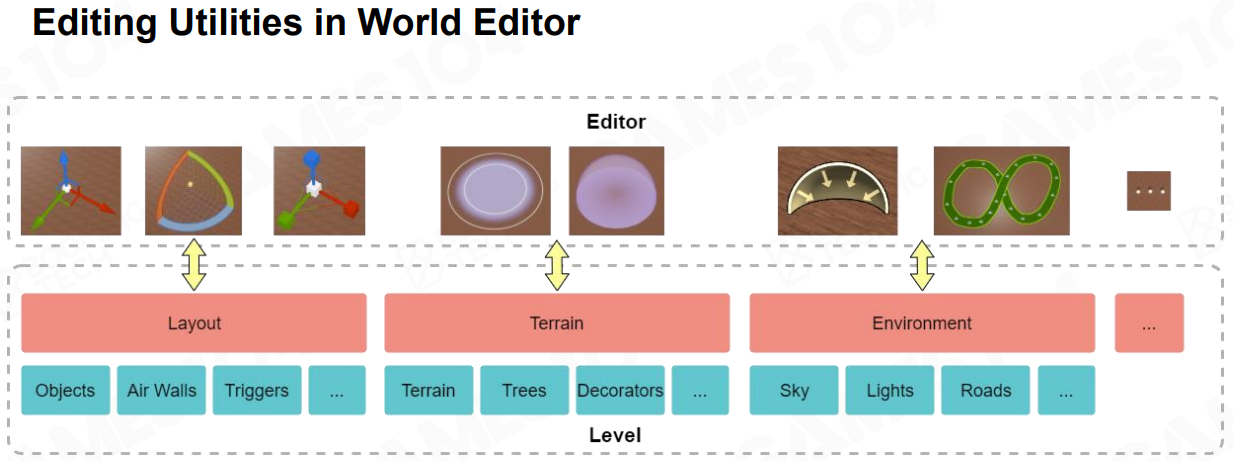 Editing Utilities in World Editor
Editor
...
Layout
Terrain
Environment
...
Objects
Air Walls
Triggers
...
Terrain
Trees
Decorators
...
Sky
Lights
Roads
...
Level